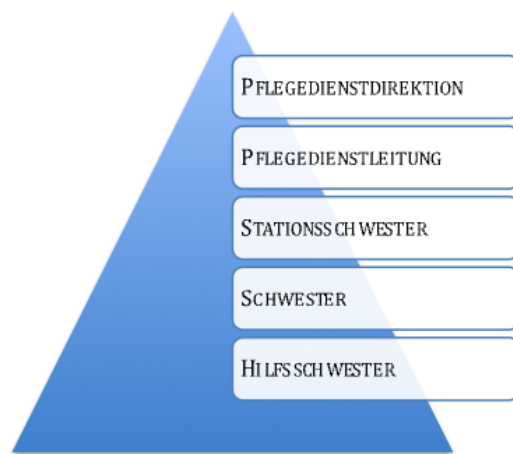 PFLEGEDIENSTDIREKTION
PFLEGEDIENSTLEITUNG
STATIONSSCHWESTER
SCHWESTER
HILFSSCHWESTER